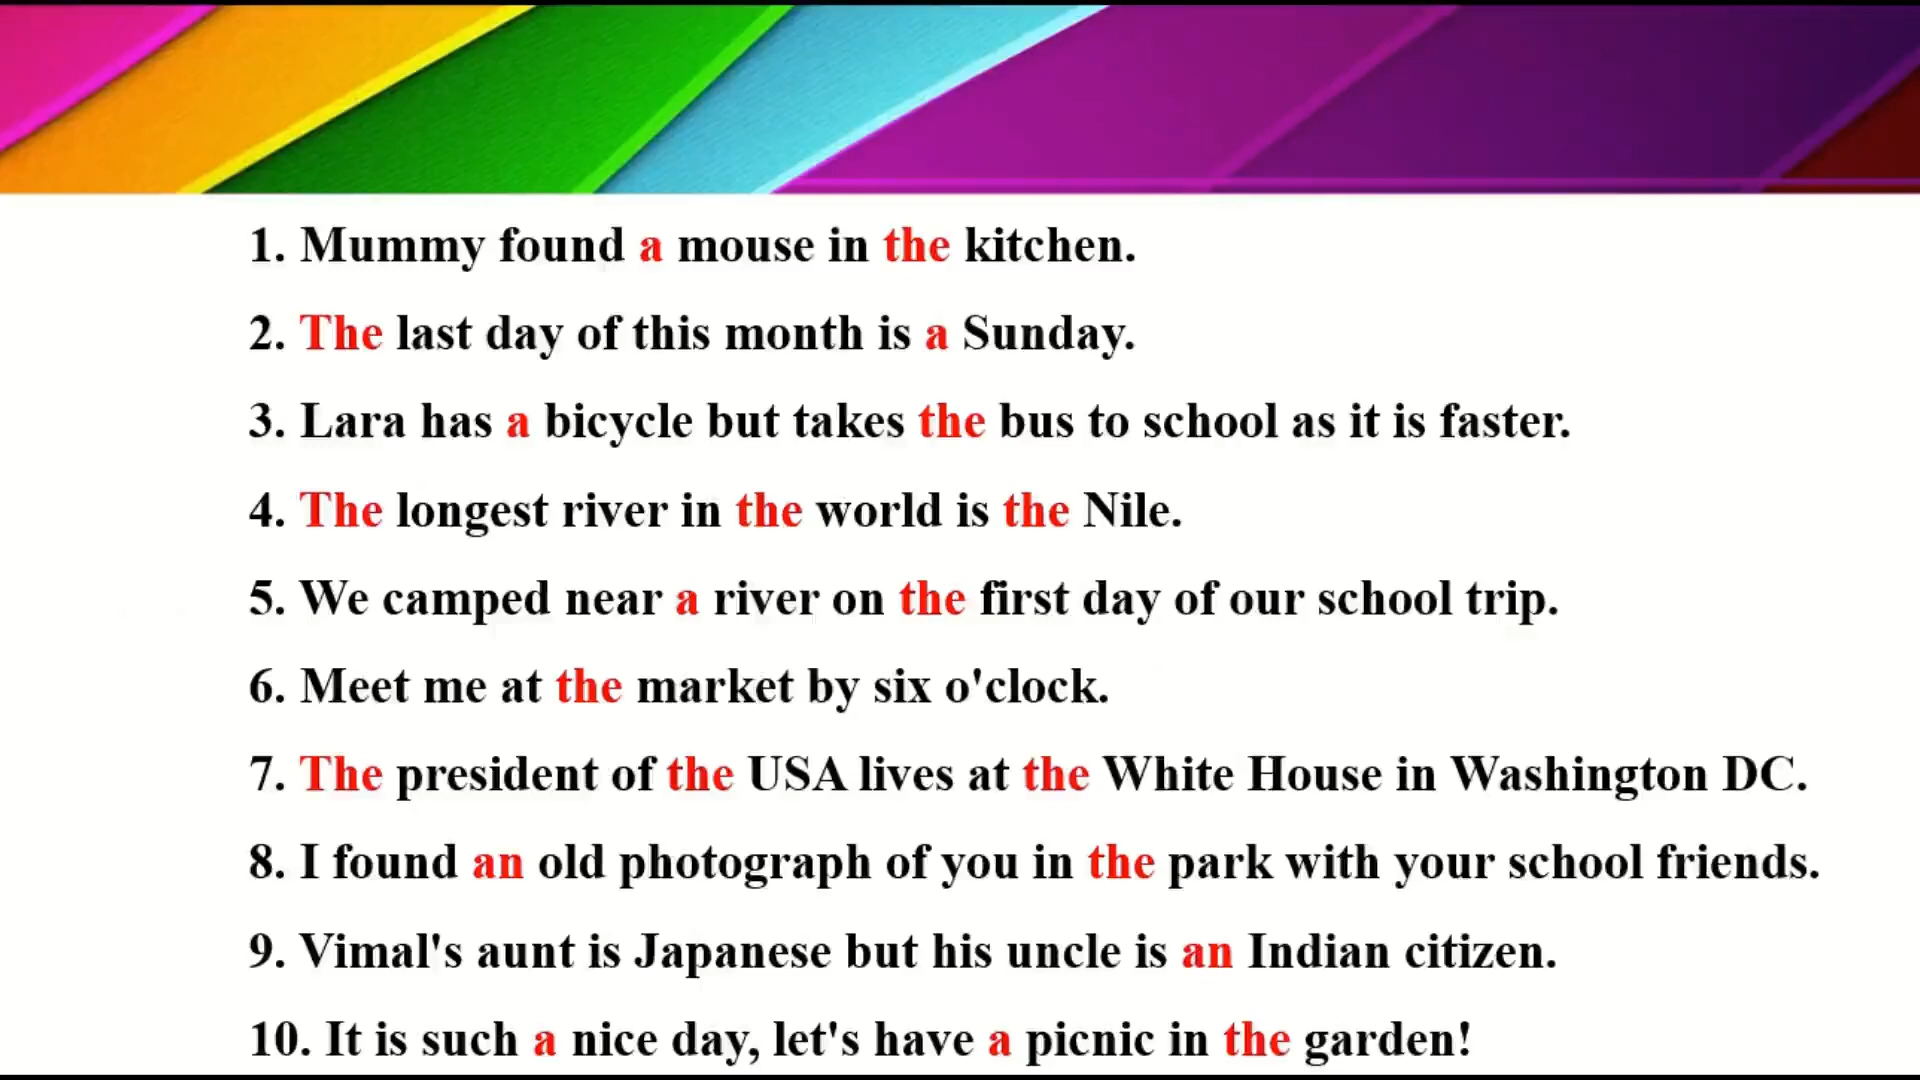 1. Mummy found a mouse in the kitchen.
2. The last day of this month is a Sunday.
3. Lara has a bicycle but takes the bus to school as it is faster.
4. The longest river in the world is the Nile.
5. We camped near a river on the first day of our school trip.
6. Meet me at the market by six o'clock.
7. The president of the USA lives at the White House in Washington DC.
8. I found an old photograph of you in the park with your school friends.
9. Vimal's aunt is Japanese but his uncle is an Indian citizen.
10. It is such a nice day, let's have a picnic in the garden!